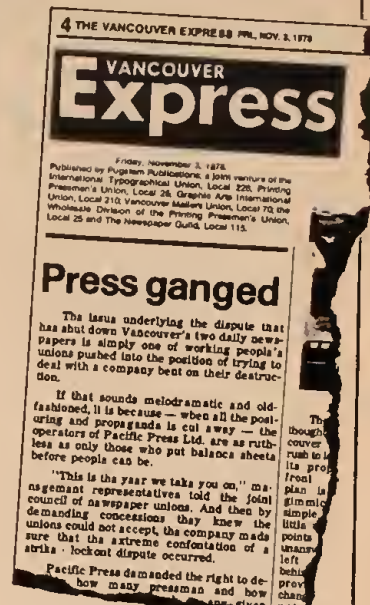 4 THE VANCOUVER EXPRESS FRI., NOV. 3, 1978
VANCOUVER
Express
Friday, November 3, 1978.
Published by Pugstem Publications, a joint venture of the
International Typographical Union, Local 226, Printing
Pressmen's Union, Local 25, Graphic Arts International
Union, Local 210; Vancouver Mailers Union, Local 70; the
Wholesale Division of the Printing Pressmen's Union,
Local 25 and The Newspaper Guild, Local 115.
Press ganged
The issue underlying the dispute that
has shut down Vancouver's two daily news-
papers is simply one of working people's
unions pushed into the position of trying to
deal with a company bent on their destruc-
tion.
If that sounds melodramatic and old-
fashioned, it is because — when all the post-
uring and propaganda is cut away — the
operators of Pacific Press Ltd. are as ruth-
less as only those who put balance sheets
before people can be.
"This is the year we take you on," ma-
nagement representatives told the joint
council of newspaper unions. And then by
demanding concessions they knew the
unions could not accept, the company made
sure that the extreme confontation of a
strike - lockout dispute occurred.
Pacific Press demanded the right to de-
how many pressman and how
Th
though
couver
rush to l
its pro
front
plan is
gimmic
simple
little
points
unansw
left
behi
prov
chan